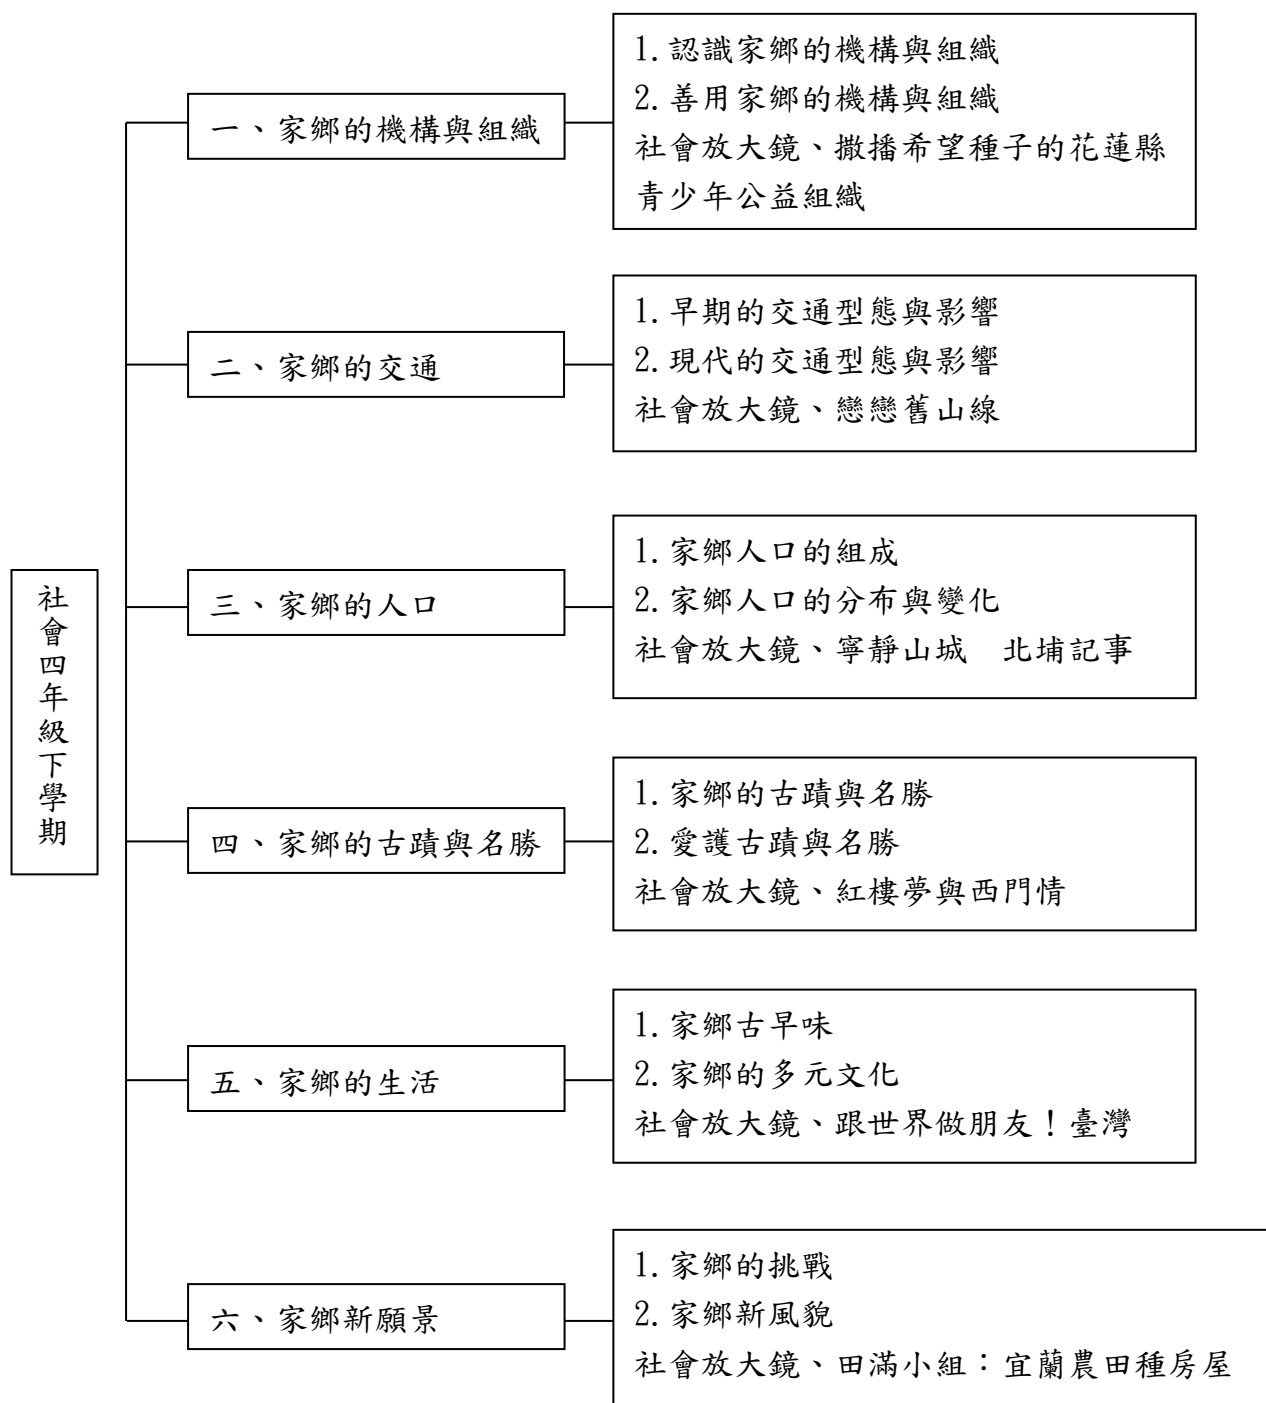 社會四年級下學期
一、家鄉的機構與組織
1.認識家鄉的機構與組織
2.善用家鄉的機構與組織
社會放大鏡、撒播希望種子的花蓮縣
青少年公益組織
二、家鄉的交通
1.早期的交通型態與影響
2.現代的交通型態與影響
社會放大鏡、戀戀舊山線
三、家鄉的人口
1.家鄉人口的組成
2.家鄉人口的分布與變化
社會放大鏡、寧靜山城　北埔記事
四、家鄉的古蹟與名勝
1.家鄉的古蹟與名勝
2.愛護古蹟與名勝
社會放大鏡、紅樓夢與西門情
五、家鄉的生活
1.家鄉古早味
2.家鄉的多元文化
社會放大鏡、跟世界做朋友！臺灣
六、家鄉新願景
1.家鄉的挑戰
2.家鄉新風貌
社會放大鏡、田滿小組：宜蘭農田種房屋